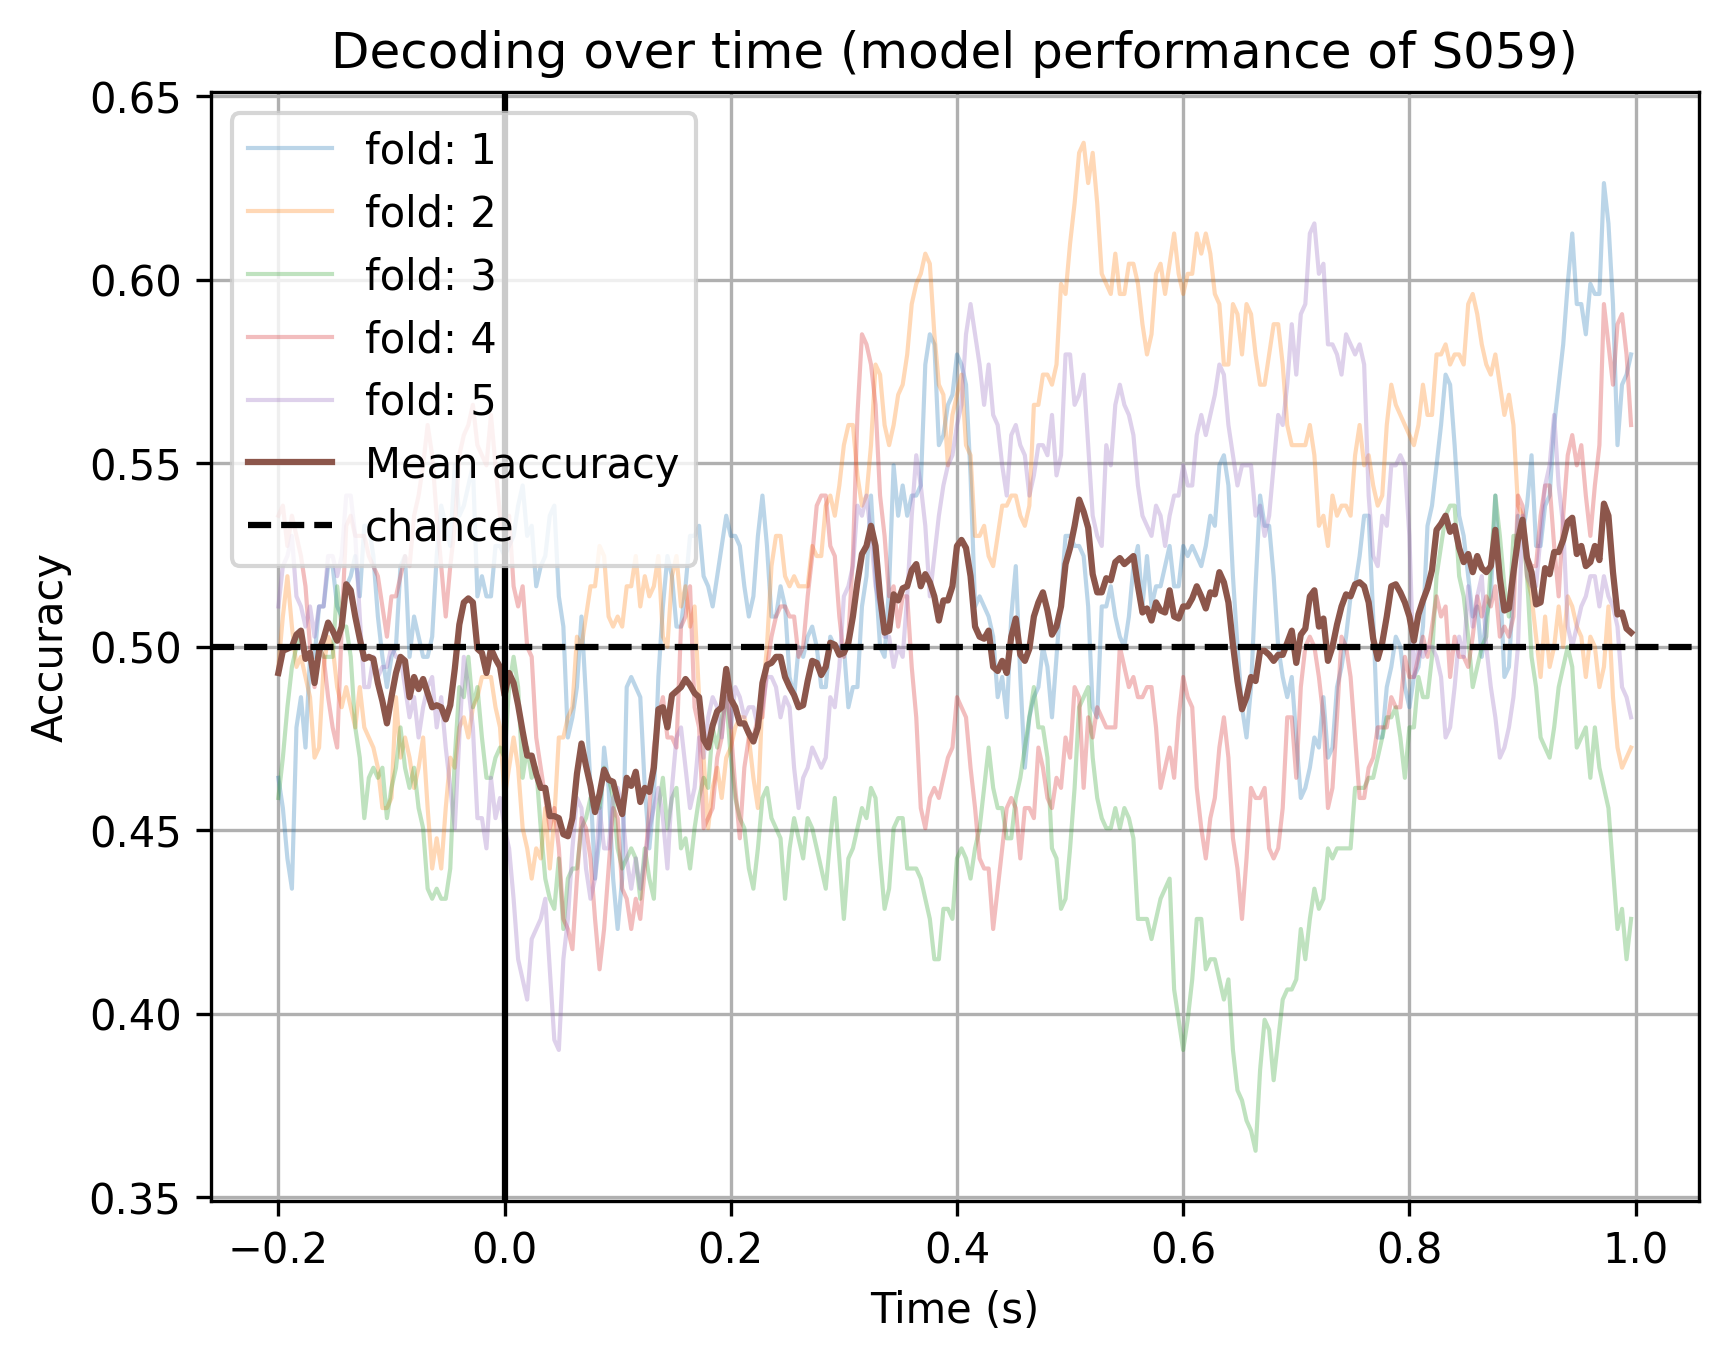 Decoding over time (model performance of S059)
0.65
0.60
0.55
0.50
0.45
0.40
0.35
Accuracy
fold: 1
fold: 2
fold: 3
fold: 4
fold: 5
Mean accuracy
chance
−0.2
0.0
0.2
0.4
0.6
0.8
1.0
Time (s)